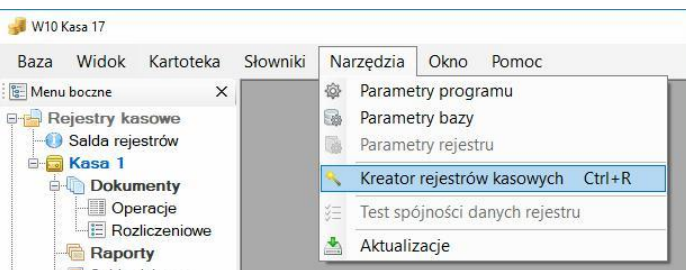 W10 Kasa 17
Baza Widok Kartoteka Słowniki Narzędzia Okno Pomoc
Menu boczne
Rejestry kasowe
Salda rejestrów
Kasa 1
Dokumenty
Operacje
Rozliczeniowe
Raporty
Parametry programu
Parametry bazy
Parametry rejestru
Kreator rejestrów kasowych Ctrl+R
Test spójności danych rejestru
Aktualizacje